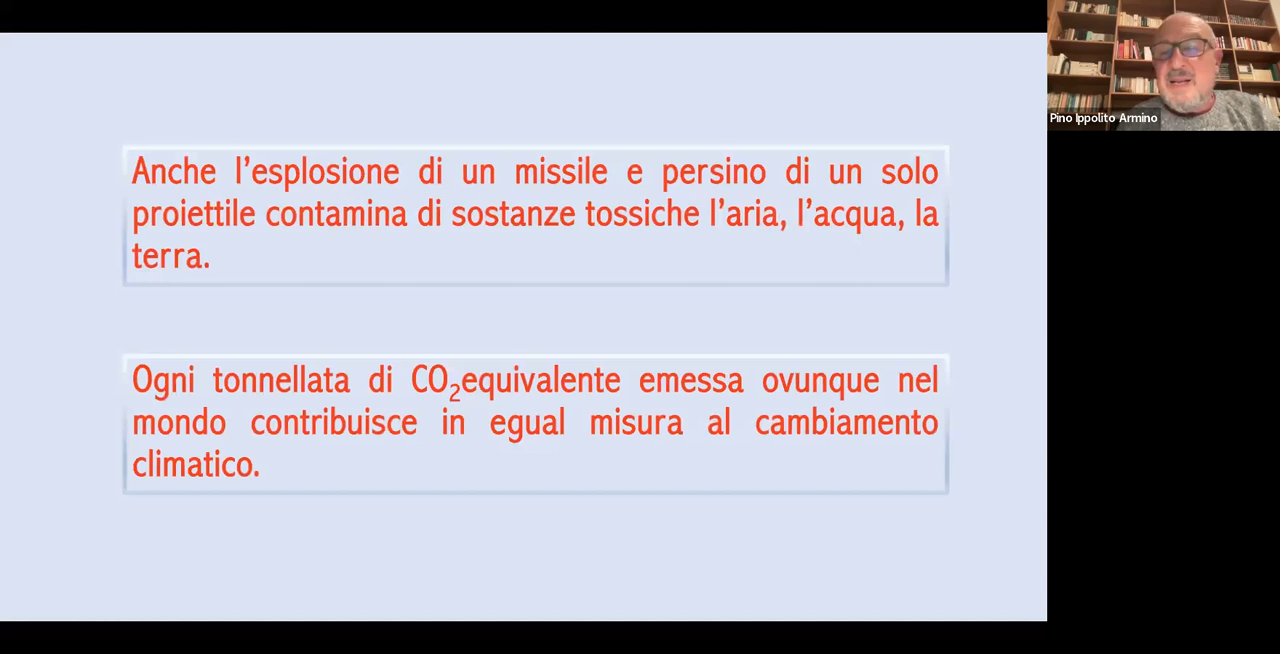 Anche l’esplosione di un missile e persino di un solo
proiettile contamina di sostanze tossiche l’aria, l’acqua, la
terra.
Ogni tonnellata di CO₂equivalente emessa ovunque nel
mondo contribuisce in egual misura al cambiamento
climatico.
Pino Ippolito Armino